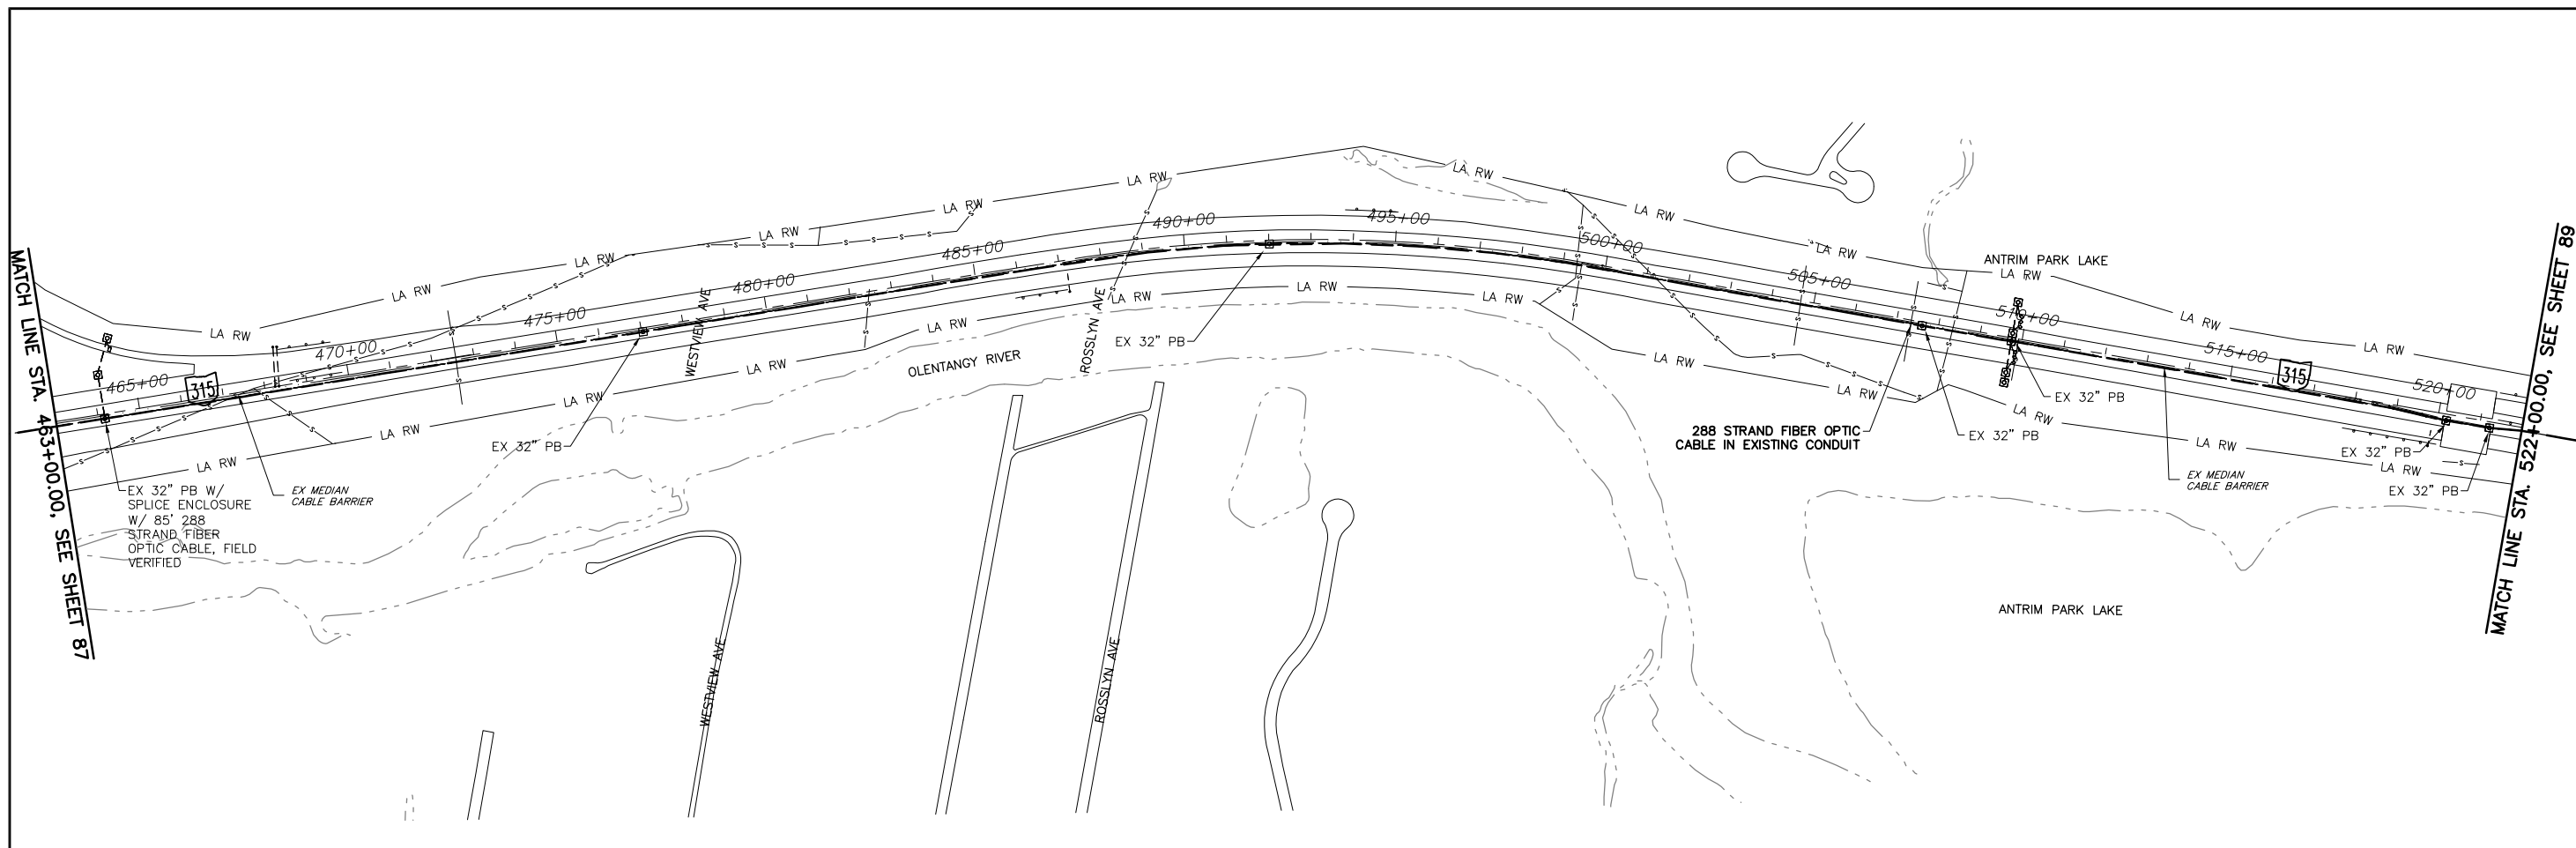 MATCH LINE STA. 463+00.00, SEE SHEET 87
MATCH LINE STA. 522+00.00, SEE SHEET 89
LA RW
LA RW
LA RW
LA RW
LA RW
LA RW
LA RW
LA RW
LA RW
LA RW
LA RW
LA RW
LA RW
465+00
470+00
475+00
480+00
485+00
490+00
495+00
500+00
505+00
510+00
515+00
520+00
315
315
LA RW
LA RW
LA RW
LA RW
LA RW
LA RW
LA RW
LA RW
LA RW
LA RW
LA RW
LA RW
LA RW
WESTVIEW AVE
ROSSLYN AVE
OLENTANGY RIVER
ANTRIM PARK LAKE
EX 32" PB W/
SPLICE ENCLOSURE
W/ 85' 288
STRAND FIBER
OPTIC CABLE, FIELD
VERIFIED
EX MEDIAN
CABLE BARRIER
EX 32" PB
EX 32" PB
288 STRAND FIBER OPTIC
CABLE IN EXISTING CONDUIT
EX 32" PB
EX 32" PB
EX MEDIAN
CABLE BARRIER
EX 32" PB
EX 32" PB
WESTVIEW AVE
ROSSLYN AVE
ANTRIM PARK LAKE